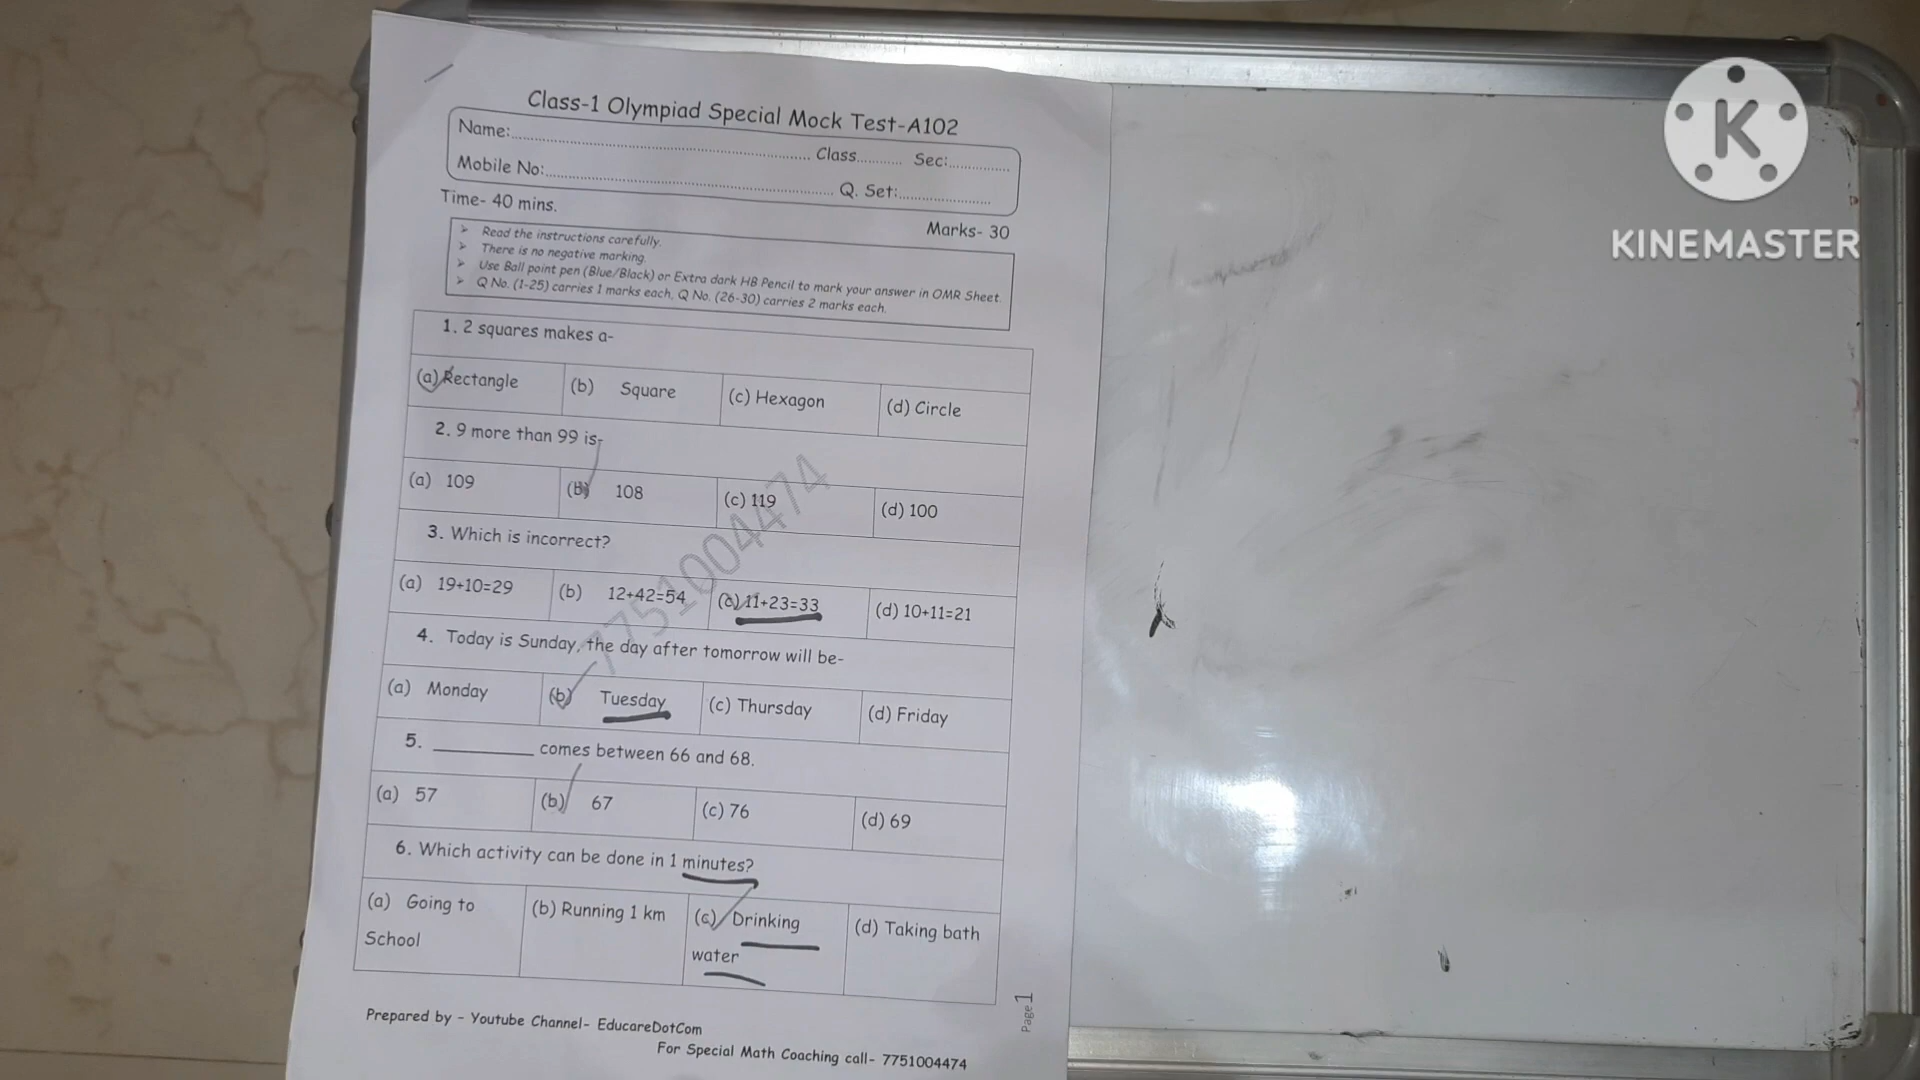 Class-1 Olympiad Special Mock Test-A102
Name:.......................................................... Class........... Sec:...............
Mobile No:.......................................................... Q. Set:.......................
Time- 40 mins.
Marks- 30
➢ Read the instructions carefully.
➢ There is no negative marking.
➢ Use Ball point pen (Blue/Black) or Extra dark HB Pencil to mark your answer in OMR Sheet.
➢ Q No. (1-25) carries 1 marks each, Q No. (26-30) carries 2 marks each.
1. 2 squares makes a-
(a) Rectangle (b) Square (c) Hexagon (d) Circle
2. 9 more than 99 is-
(a) 109 (b) 108 (c) 119 (d) 100
3. Which is incorrect?
(a) 19+10=29 (b) 12+42=54 (c) 11+23=33 (d) 10+11=21
4. Today is Sunday, the day after tomorrow will be-
(a) Monday (b) Tuesday (c) Thursday (d) Friday
5. __________ comes between 66 and 68.
(a) 57 (b) 67 (c) 76 (d) 69
6. Which activity can be done in 1 minutes?
(a) Going to School (b) Running 1 km (c) Drinking water (d) Taking bath
7751004474
Prepared by - Youtube Channel- EducareDotCom
For Special Math Coaching call- 7751004474
Page 1
K
KINEMASTER